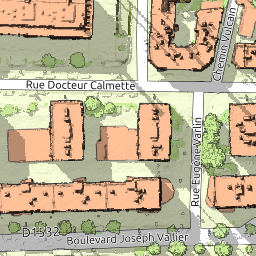 Chemin Vulcain
Rue Docteur Calmette
Rue Eugène Varlin
D1532
Boulevard Joseph Vallier